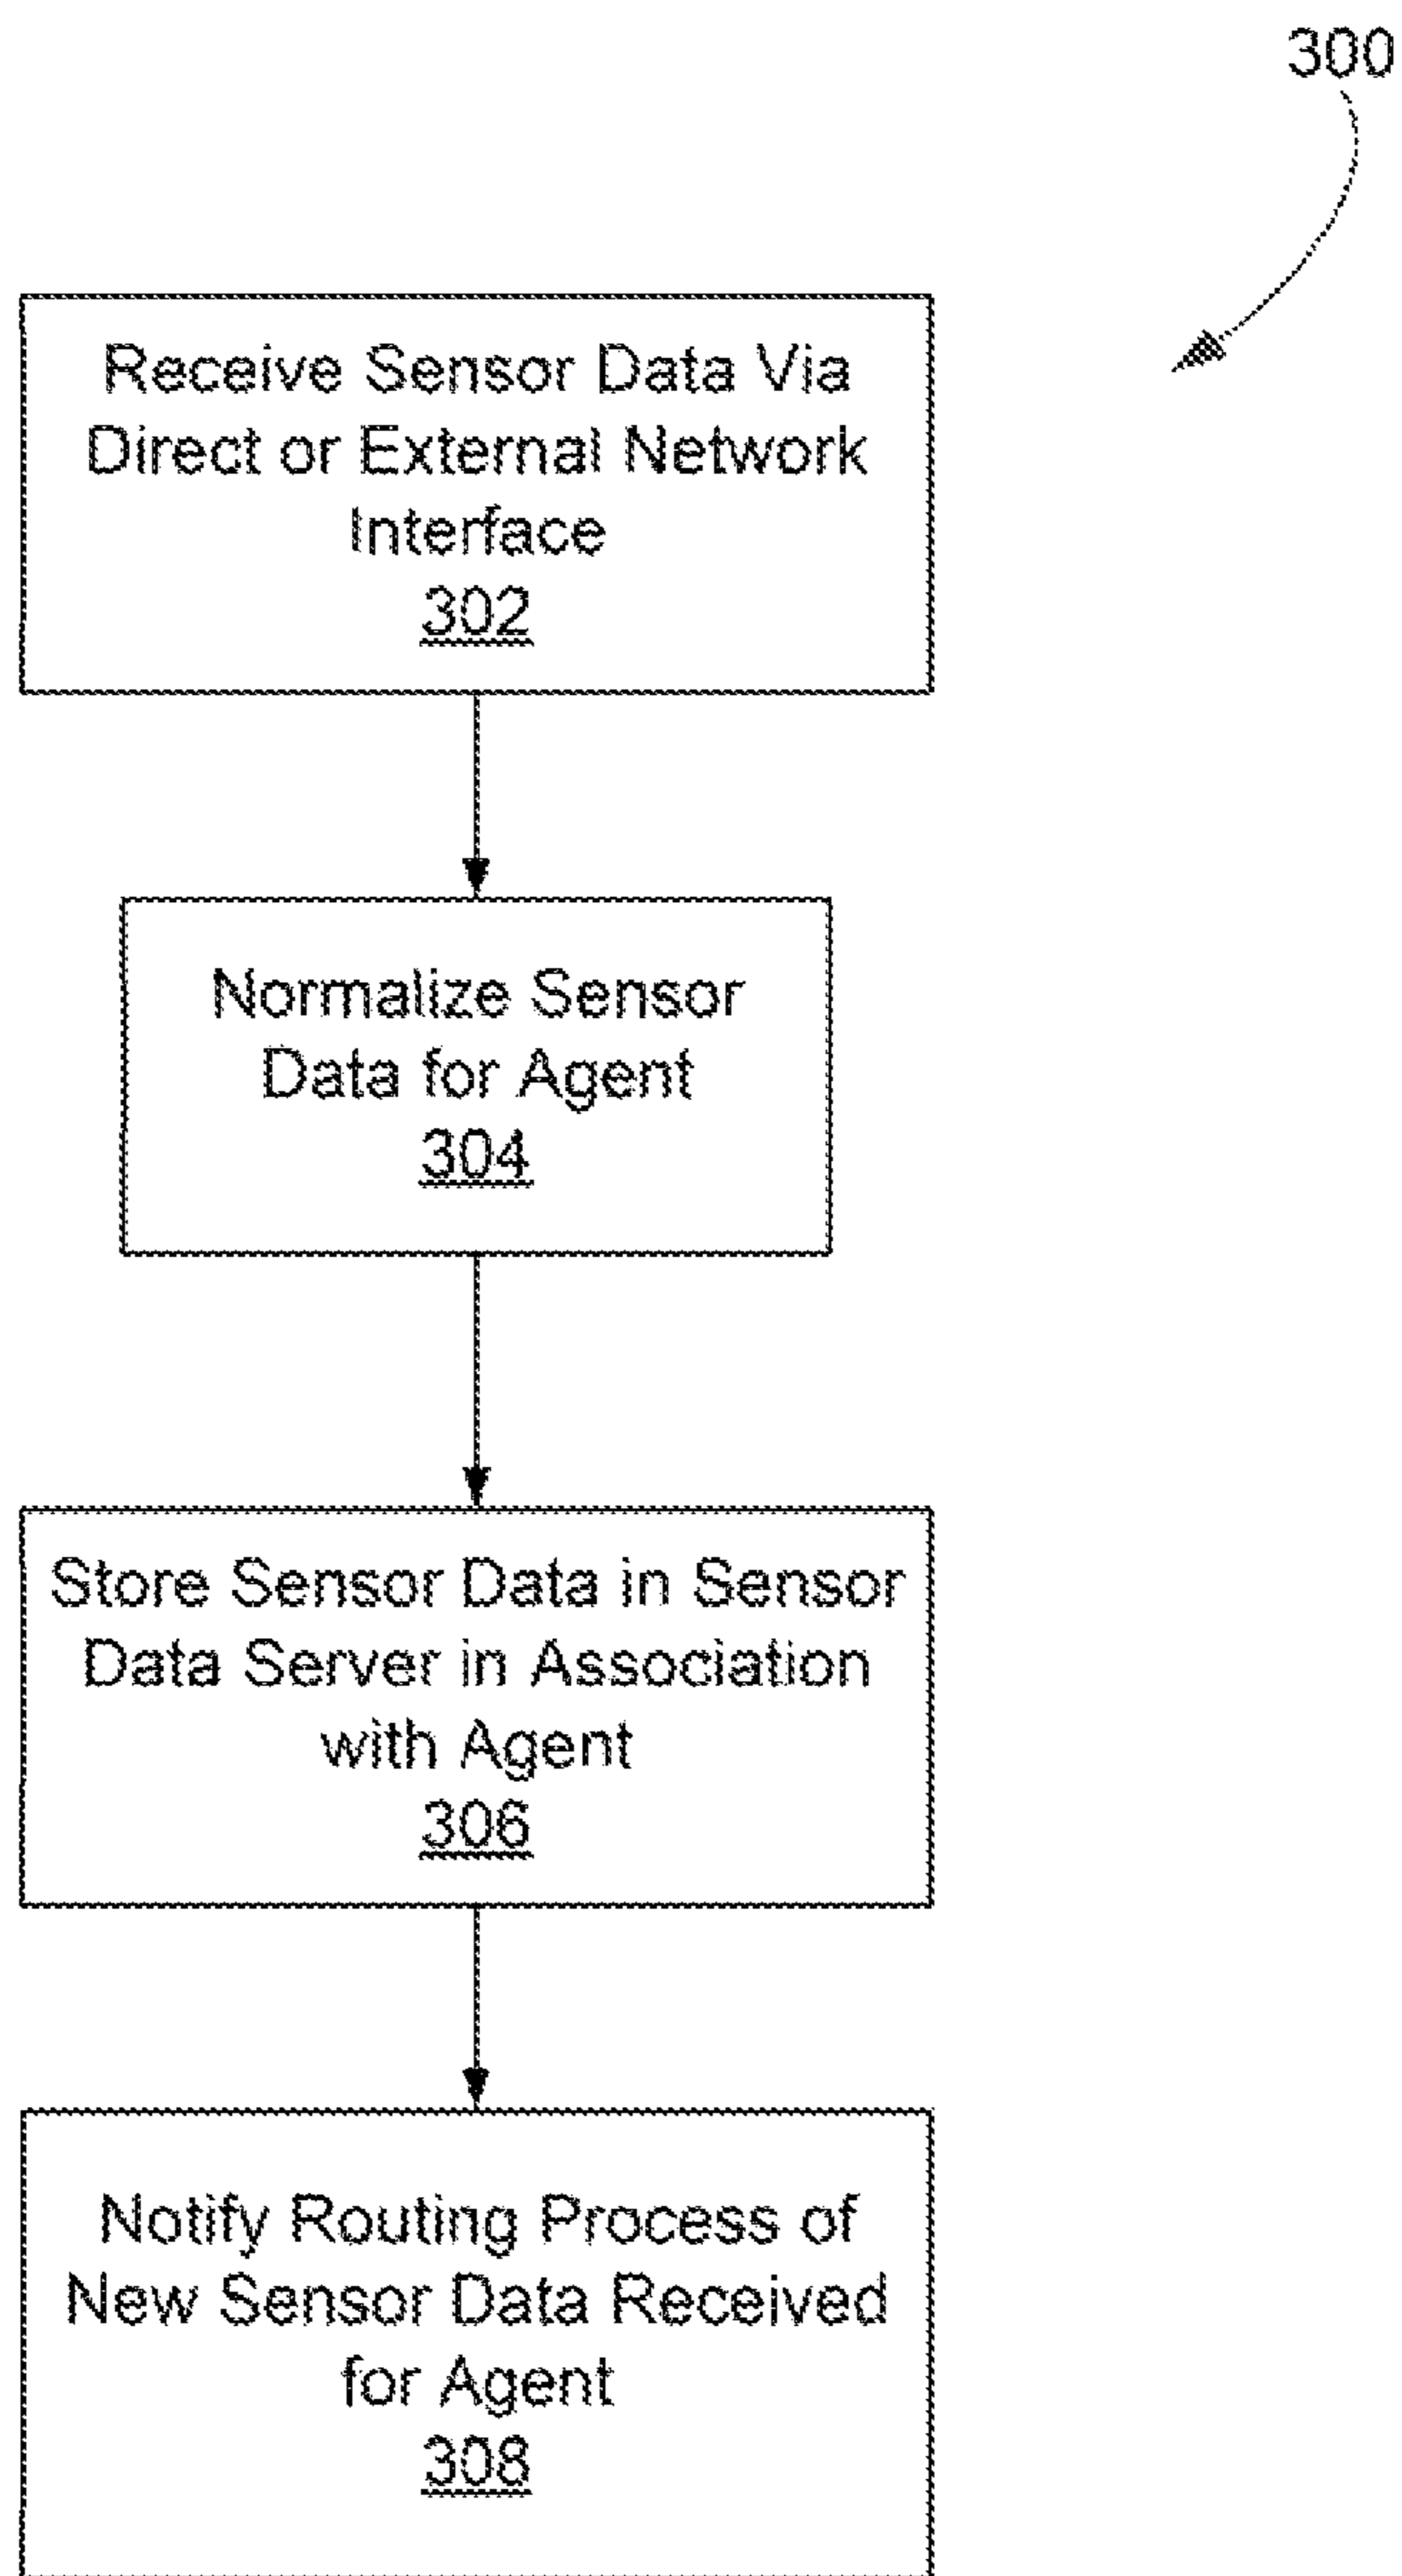 300
Receive Sensor Data Via
Direct or External Network
Interface
302
Normalize Sensor
Data for Agent
304
Store Sensor Data in Sensor
Data Server in Association
with Agent
306
Notify Routing Process of
New Sensor Data Received
for Agent
308